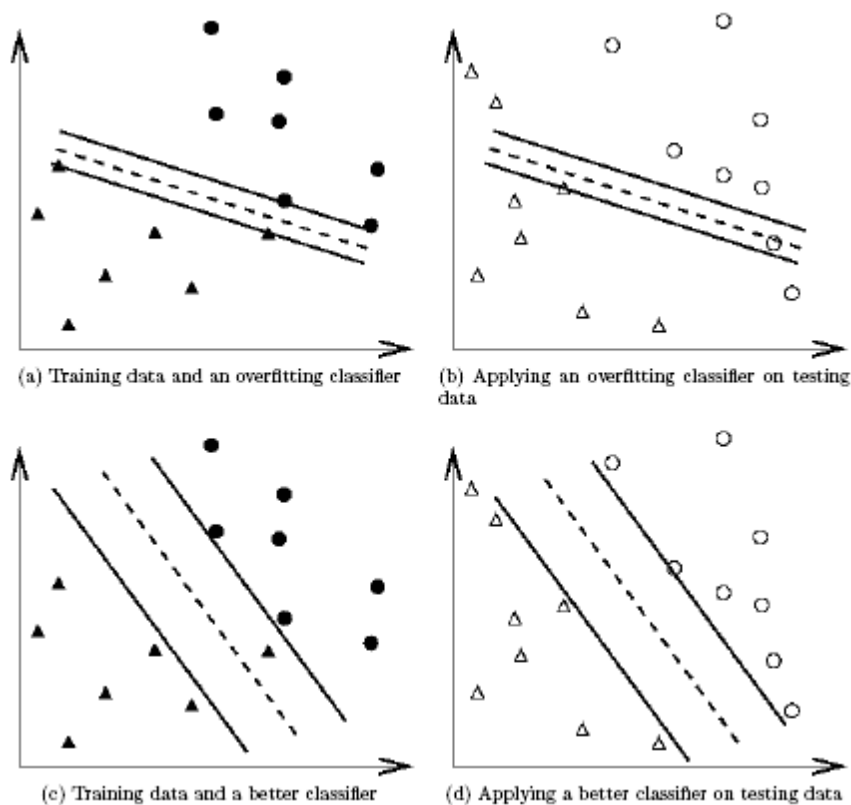 (a) Training data and an overfitting classifier
(b) Applying an overfitting classifier on testing
data
(c) Training data and a better classifier
(d) Applying a better classifier on testing data